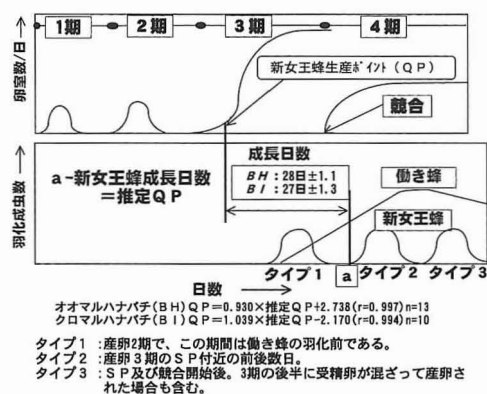 1期
2期
3期
4期
卵室数/日
新女王蜂生産ポイント(QP)
競合
羽化成虫数
成長日数
BH:28日±1.1
BI:27日±1.3
a-新女王蜂成長日数
=推定QP
働き蜂
新女王蜂
タイプ1
a
タイプ2
タイプ3
日数
オオマルハナバチ(BH)QP=0.930×推定QP+2.738(r=0.997)n=13
クロマルハナバチ(BI)QP=1.039×推定QP-2.170(r=0.994)n=10
タイプ1 :産卵2期で、この期間は働き蜂の羽化前である。
タイプ2 :産卵3期のSP付近の前後数日。
タイプ3 :SP及び競合開始後。3期の後半に受精卵が混ざって産卵さ
れた場合も含む。